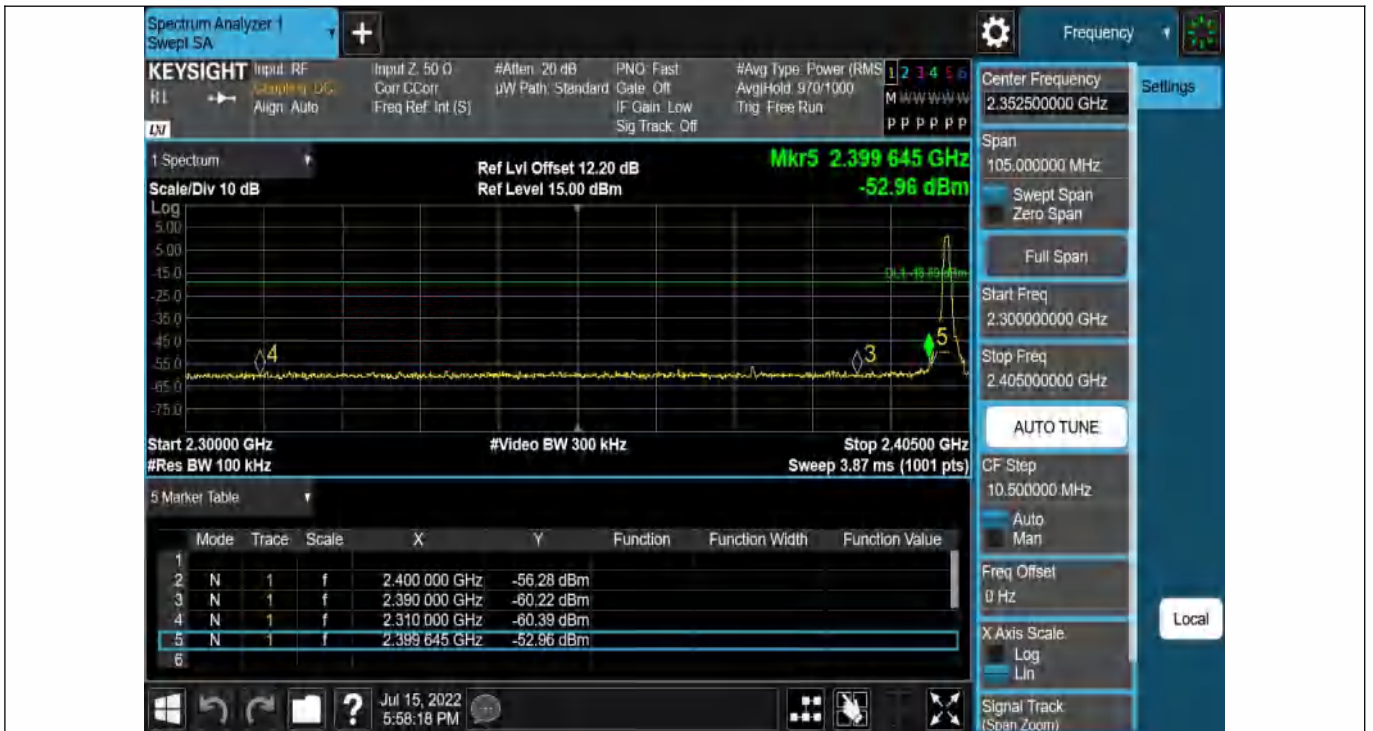 Spectrum Analyzer 1
Swept SA
Frequency
KEYSIGHT
RL
LXI
Input: RF
Coupling: DC
Align: Auto
Input Z: 50 Ω
Corr CCorr
Freq Ref: Int (S)
#Atten: 20 dB
µW Path: Standard
PNO: Fast
Gate: Off
IF Gain: Low
Sig Track: Off
#Avg Type: Power (RMS
Avg|Hold: 970/1000
Trig: Free Run
1 2 3 4 5 6
M W W W W W
P P P P P P
1 Spectrum
Scale/Div 10 dB
Ref Lvl Offset 12.20 dB
Ref Level 15.00 dBm
Mkr5 2.399 645 GHz
-52.96 dBm
Log
5.00
-5.00
-15.0
-25.0
-35.0
-45.0
-55.0
-65.0
-75.0
4
3
5
Start 2.30000 GHz
#Video BW 300 kHz
Stop 2.40500 GHz
#Res BW 100 kHz
Sweep 3.87 ms (1001 pts)
5 Marker Table
Mode Trace Scale X Y Function Function Width Function Value
1
2 N 1 f 2.400 000 GHz -56.28 dBm
3 N 1 f 2.390 000 GHz -60.22 dBm
4 N 1 f 2.310 000 GHz -60.39 dBm
5 N 1 f 2.399 645 GHz -52.96 dBm
6
?
Jul 15, 2022
5:58:18 PM
Center Frequency
2.352500000 GHz
Settings
Span
105.000000 MHz
Swept Span
Zero Span
Full Span
Start Freq
2.300000000 GHz
Stop Freq
2.405000000 GHz
AUTO TUNE
CF Step
10.500000 MHz
Auto
Man
Freq Offset
0 Hz
X Axis Scale
Log
Lin
Local
Signal Track
(Span Zoom)